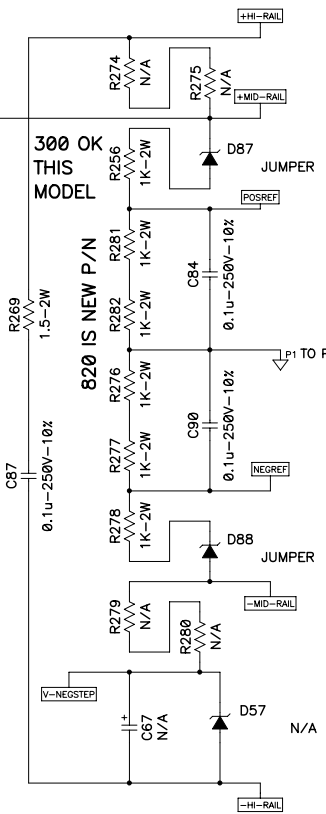 +HI-RAIL
R274
N/A
R275
N/A
+MID-RAIL
300 OK
THIS
MODEL
R256
1K-2W
D87
JUMPER
POSREF
820 IS NEW P/N
R281
1K-2W
C84
0.1u-250V-10%
R282
1K-2W
R269
1.5-2W
P1 TO P
R276
1K-2W
C90
0.1u-250V-10%
R277
1K-2W
C87
0.1u-250V-10%
NEGREF
R278
1K-2W
D88
JUMPER
-MID-RAIL
R279
N/A
R280
N/A
V-NEGSTEP
+
C67
N/A
D57
N/A
-HI-RAIL